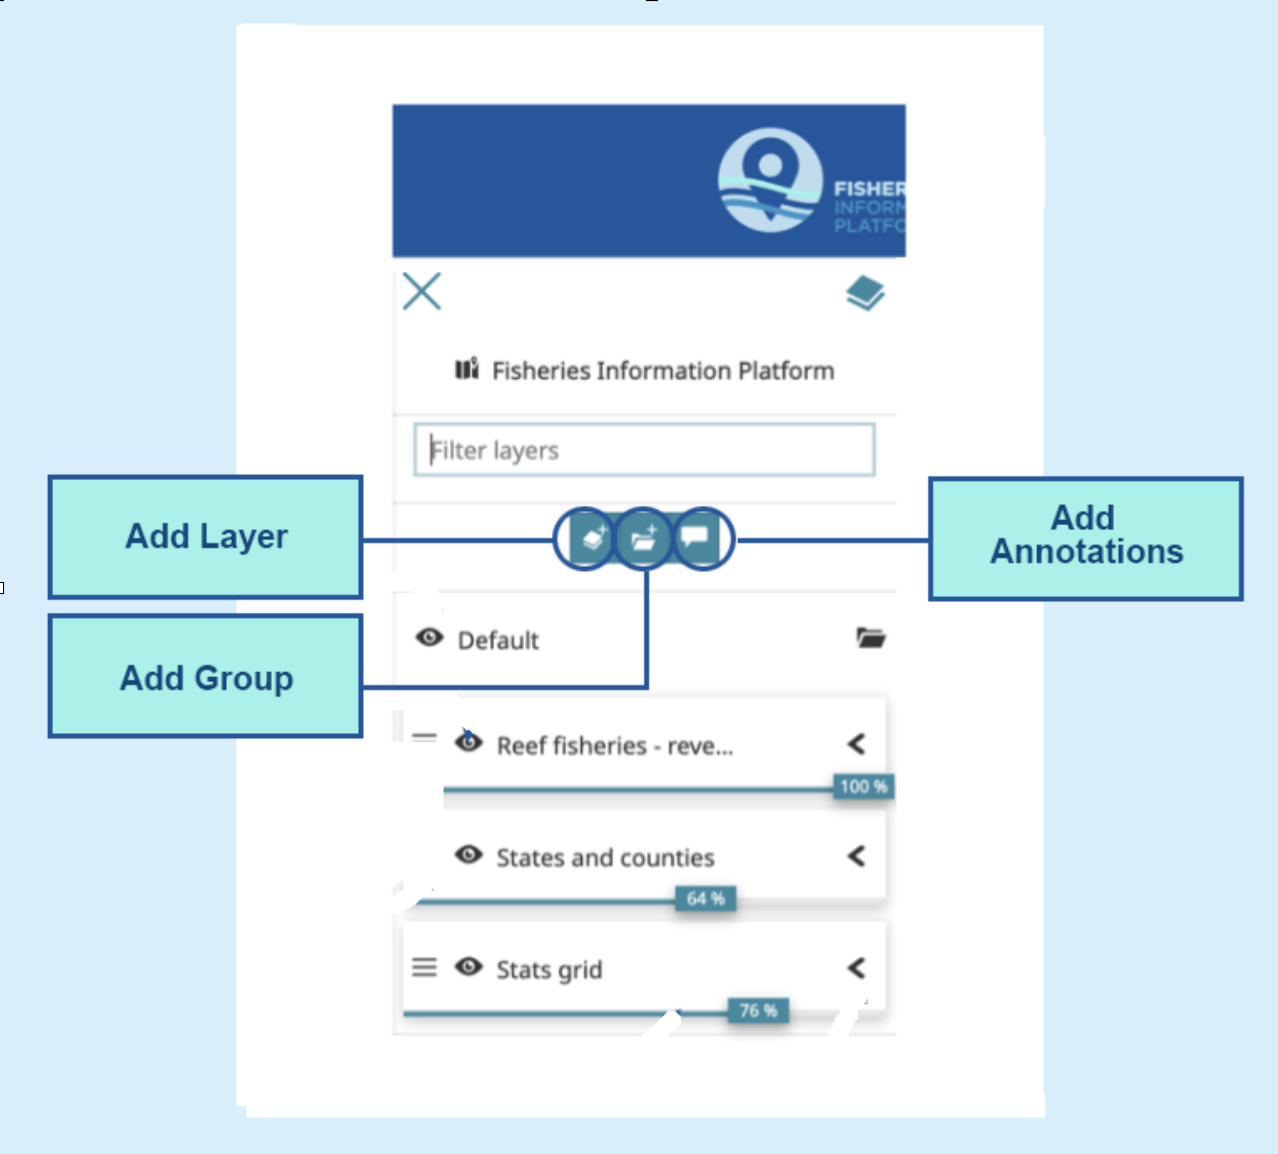 FISHER
INFORM
PLATFO
Fisheries Information Platform
Filter layers
Add Layer
Add
Annotations
Add Group
Default
Reef fisheries - reve...
100 %
States and counties
64 %
Stats grid
76 %